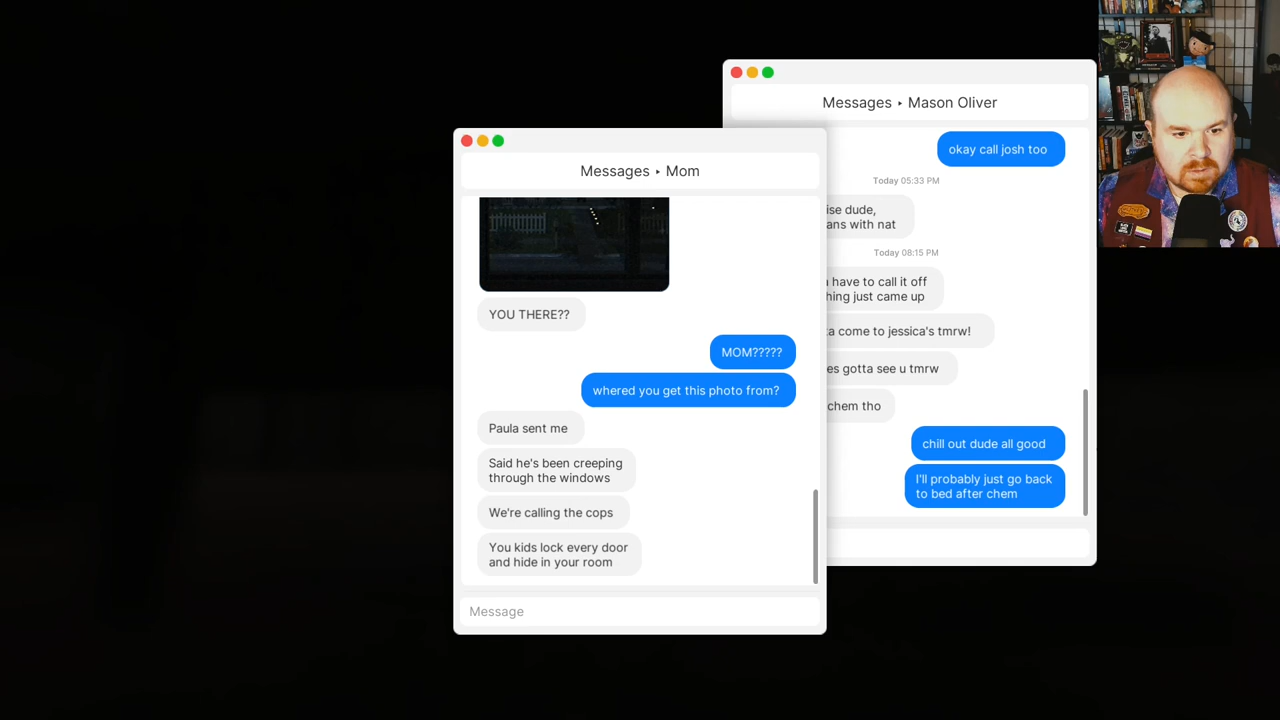 Messages ‣ Mom
YOU THERE??
MOM?????
whered you get this photo from?
Paula sent me
Said he's been creeping
through the windows
We're calling the cops
You kids lock every door
and hide in your room
Message
Messages ‣ Mason Oliver
okay call josh too
Today 05:33 PM
dude,
with nat
Today 08:15 PM
have to call it off
just came up
come to jessica's tmrw!
gotta see u tmrw
chem tho
chill out dude all good
I'll probably just go back
to bed after chem